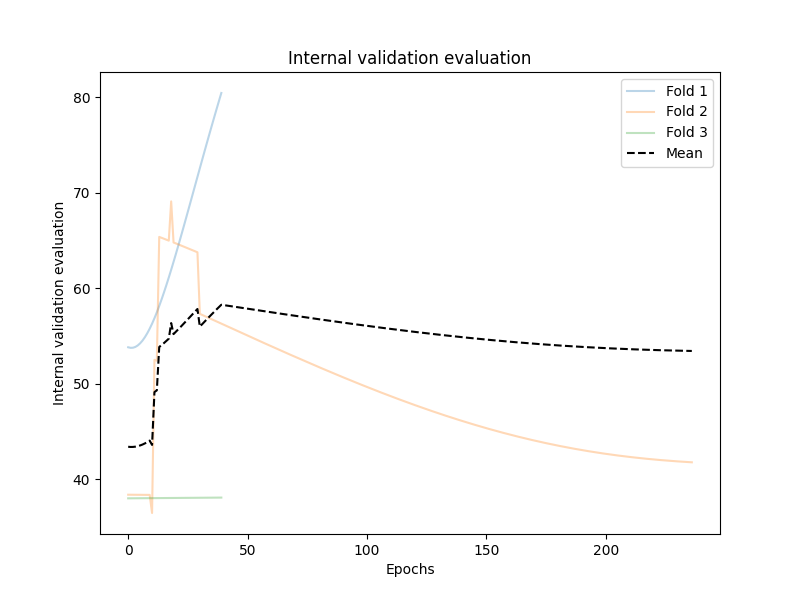 Internal validation evaluation
Fold 1
Fold 2
Fold 3
Mean
Internal validation evaluation
80
70
60
50
40
0
50
100
150
200
Epochs